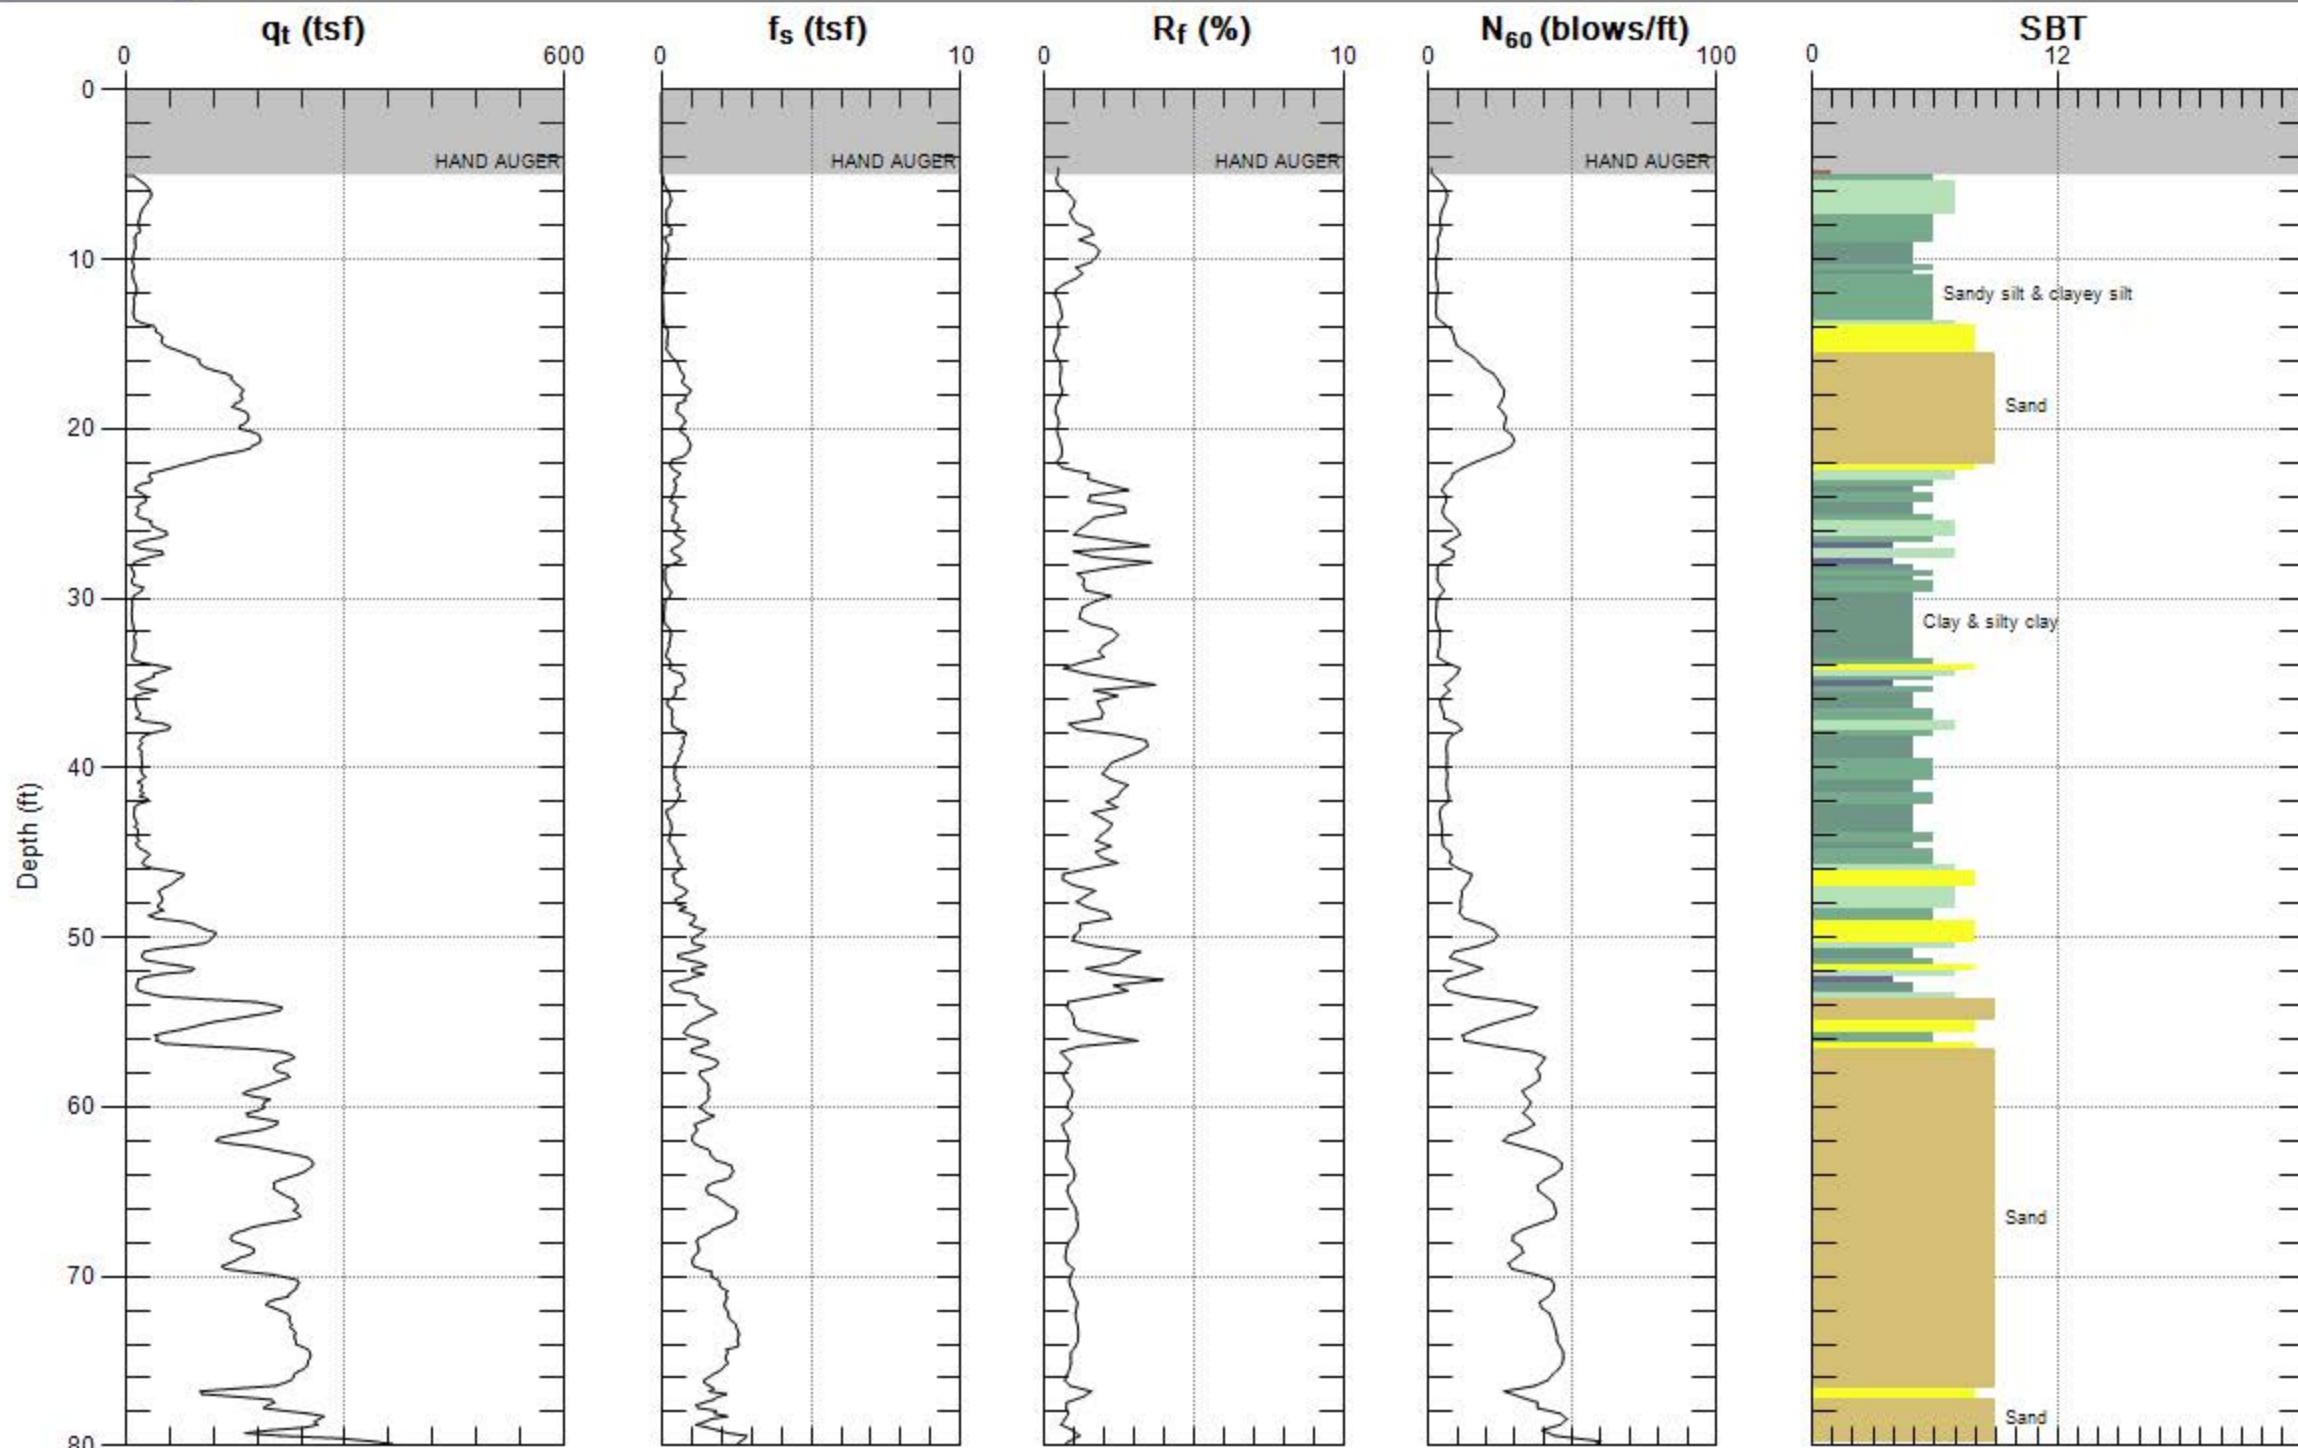 qt (tsf) fs (tsf) Rf (%) N60 (blows/ft) SBT
0 600 0 10 0 10 0 100 0 12
0
HAND AUGER HAND AUGER HAND AUGER HAND AUGER
10
Sandy silt & clayey silt
Sand
20
30
Clay & silty clay
40
Depth (ft)
50
60
Sand
70
Sand
80